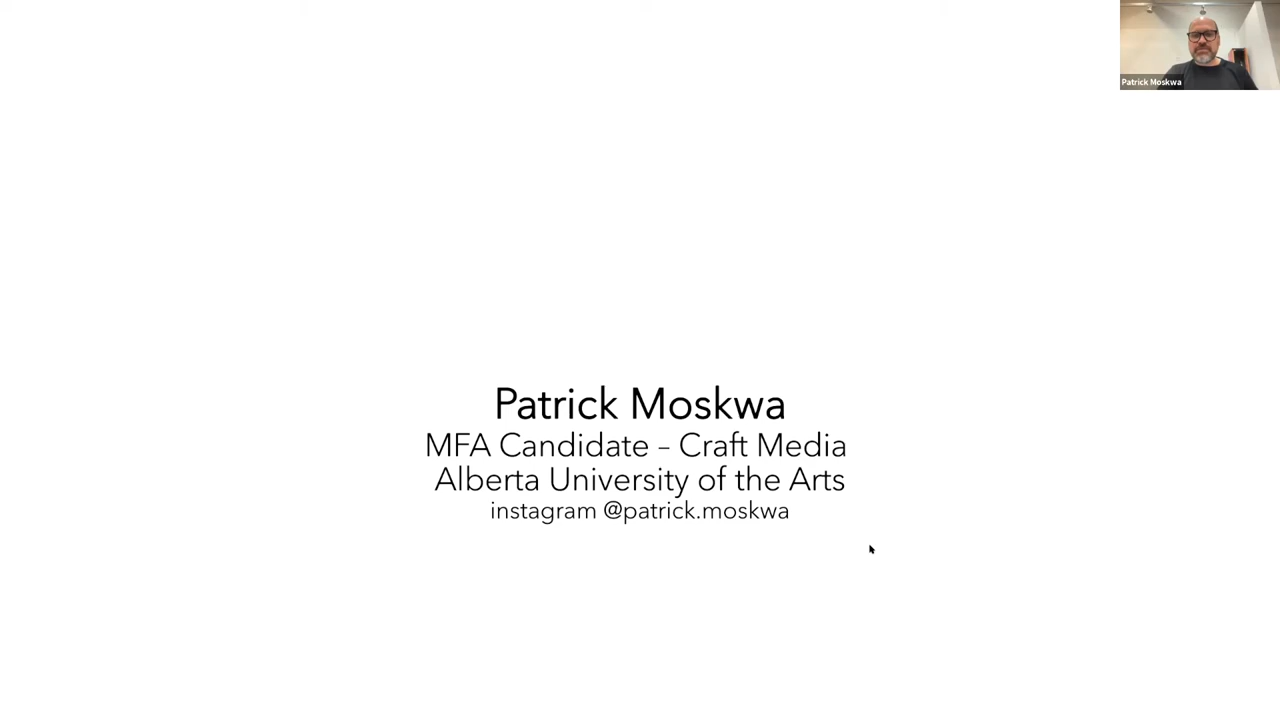 Patrick Moskwa
Patrick Moskwa
MFA Candidate – Craft Media
Alberta University of the Arts
instagram @patrick.moskwa